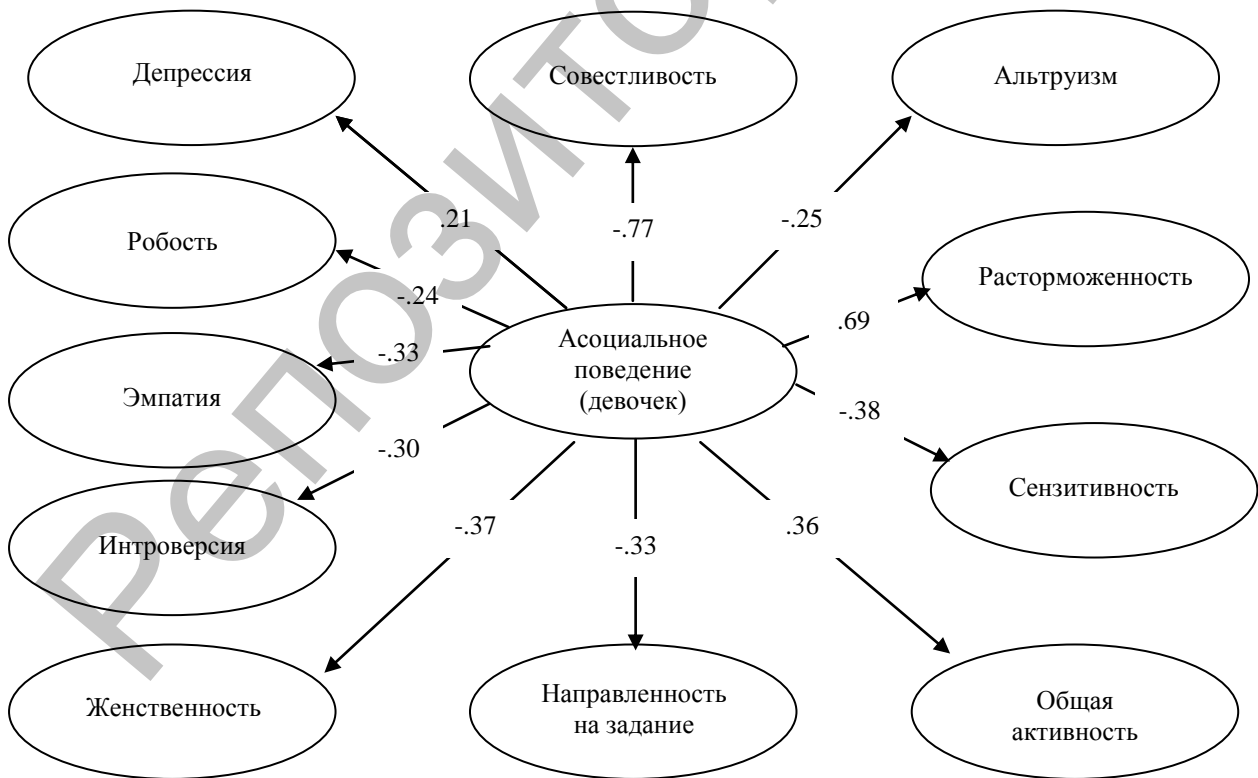 Депрессия
Совестливость
Альтруизм
.21
-.77
-.25
Робость
Расторможенность
-.24
.69
Эмпатия
-.33
Асоциальное
поведение
(девочек)
-.38
-.30
Сензитивность
Интроверсия
-.37
-.33
.36
Женственность
Направленность
на задание
Общая
активность